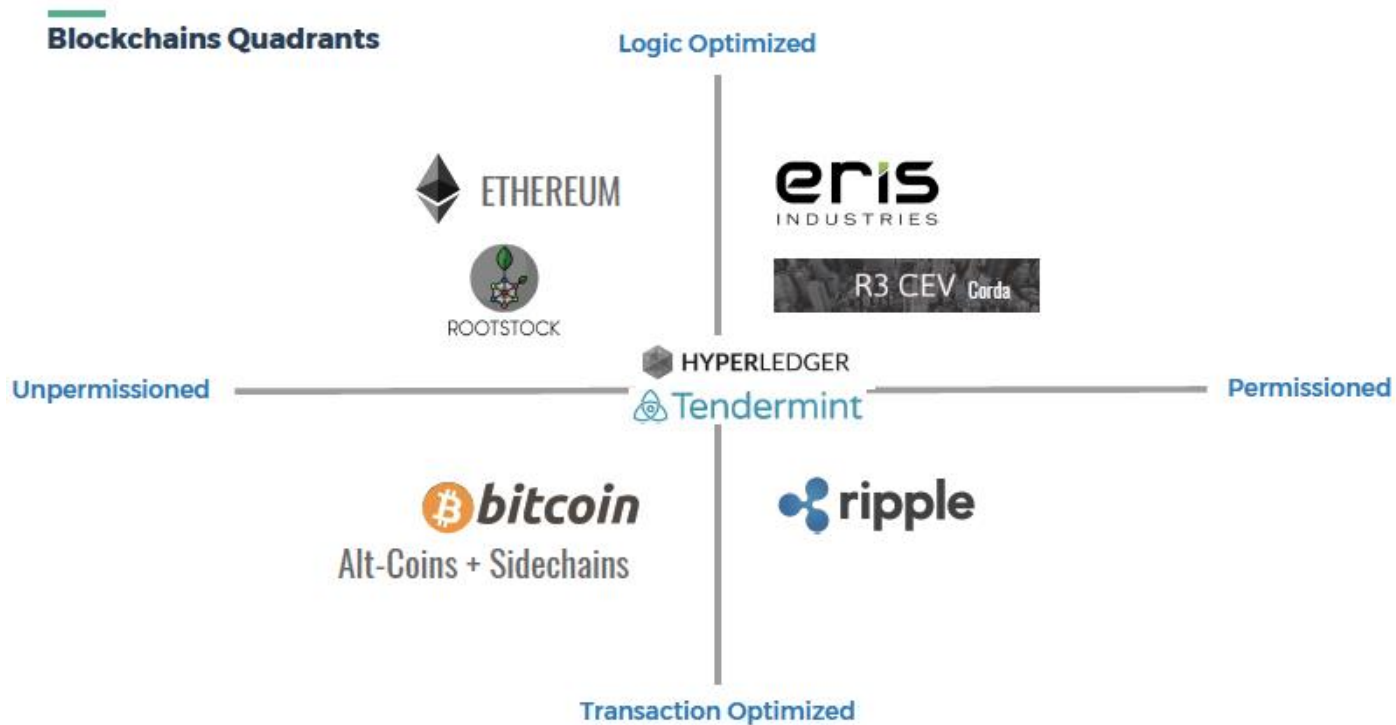 Blockchains Quadrants
Logic Optimized
ETHEREUM
eris
INDUSTRIES
R3 CEV Corda
ROOTSTOCK
HYPERLEDGER
Unpermissioned
Permissioned
Tendermint
bitcoin
ripple
Alt-Coins + Sidechains
Transaction Optimized